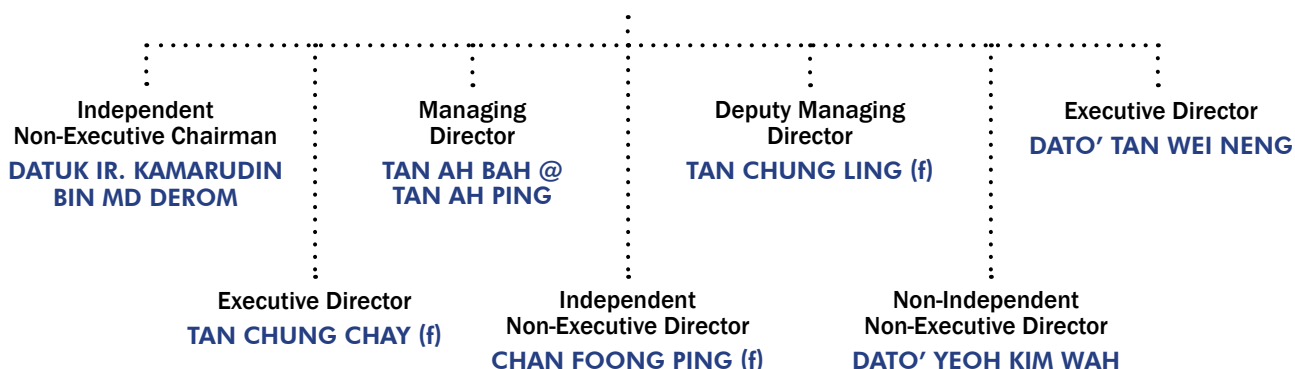 Independent
Non-Executive Chairman
DATUK IR. KAMARUDIN
BIN MD DEROM
Managing
Director
TAN AH BAH @
TAN AH PING
Deputy Managing
Director
TAN CHUNG LING (f)
Executive Director
DATO’ TAN WEI NENG
Executive Director
TAN CHUNG CHAY (f)
Independent
Non-Executive Director
CHAN FOONG PING (f)
Non-Independent
Non-Executive Director
DATO’ YEOH KIM WAH